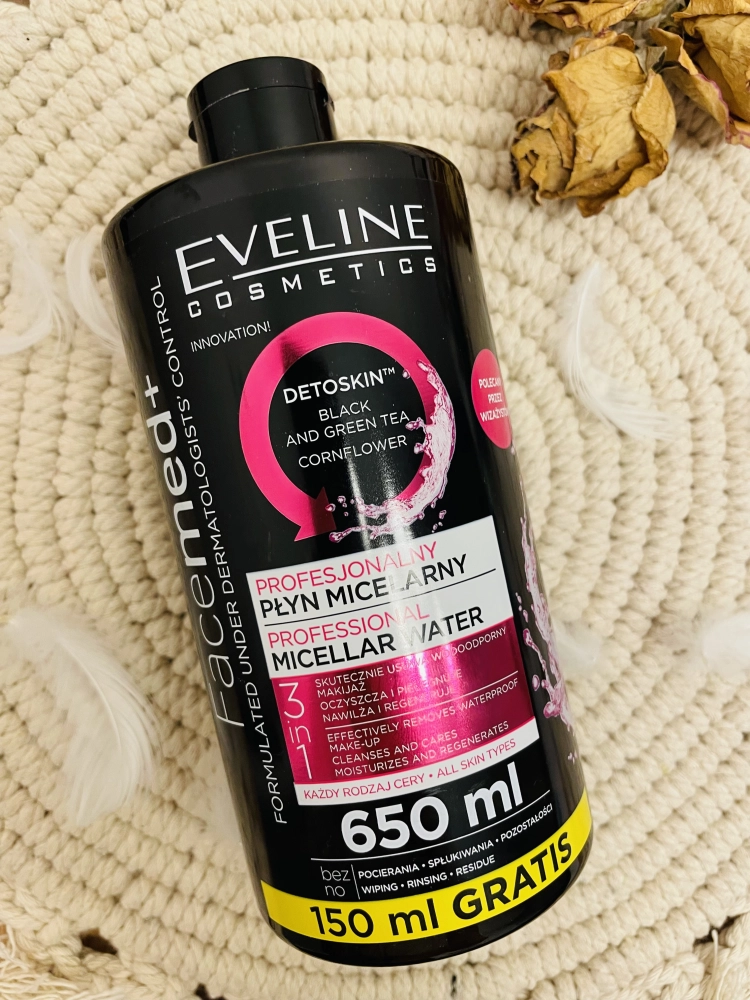 EVELINE
COSMETICS
INNOVATION!
DETOSKIN™
BLACK
AND GREEN TEA
CORNFLOWER
Facemed+
FORMULATED UNDER DERMATOLOGISTS' CONTROL
POLECANY
PRZEZ
PROFESJONALNY
PŁYN MICELARNY
PROFESSIONAL
MICELLAR WATER
3
in
1
SKUTECZNIE WODOODPORNY
MAKIJAŻ
OCZYSZCZA I PIELĘGNUJE
NAWILŻA I REGENERUJE
EFFECTIVELY REMOVES WATERPROOF
MAKE-UP
CLEANSES AND CARES
MOISTURIZES AND REGENERATES
KAŻDY RODZAJ CERY • ALL SKIN TYPES
650 ml
bez POCIERANIA • SPŁUKIWANIA • POZOSTAŁOŚCI
no WIPING • RINSING • RESIDUE
150 ml GRATIS